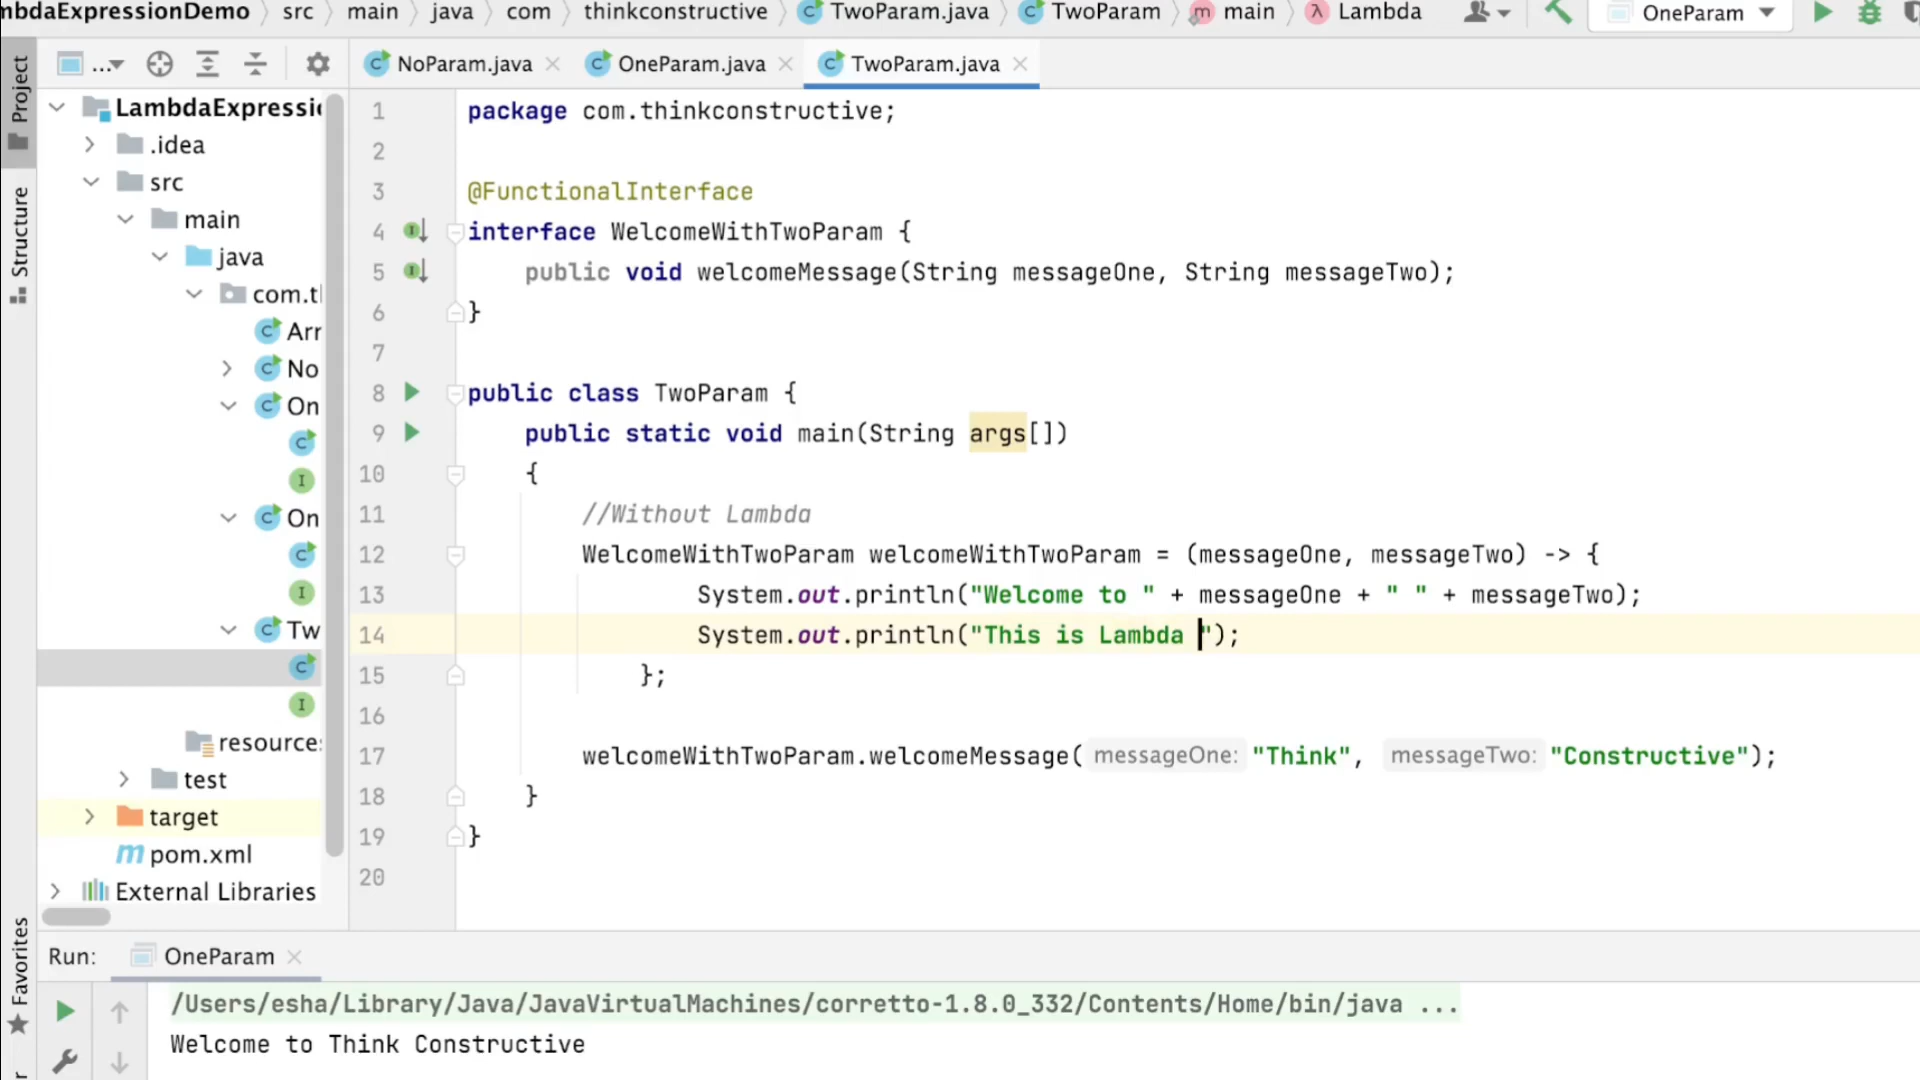 mbdaExpressionDemo src main java com thinkconstructive TwoParam.java TwoParam main Lambda OneParam
Project
Structure
Favorites
... NoParam.java OneParam.java TwoParam.java
LambdaExpressi
.idea
src
main
java
com.t
Arr
No
On
On
Tw
resource
test
target
pom.xml
External Libraries
1 package com.thinkconstructive;
2
3 @FunctionalInterface
4 interface WelcomeWithTwoParam {
5 public void welcomeMessage(String messageOne, String messageTwo);
6 }
7
8 public class TwoParam {
9 public static void main(String args[])
10 {
11 //Without Lambda
12 WelcomeWithTwoParam welcomeWithTwoParam = (messageOne, messageTwo) -> {
13 System.out.println("Welcome to " + messageOne + " " + messageTwo);
14 System.out.println("This is Lambda ");
15 };
16
17 welcomeWithTwoParam.welcomeMessage( messageOne: "Think", messageTwo: "Constructive");
18 }
19 }
20
Run: OneParam
/Users/esha/Library/Java/JavaVirtualMachines/corretto-1.8.0_332/Contents/Home/bin/java ...
Welcome to Think Constructive